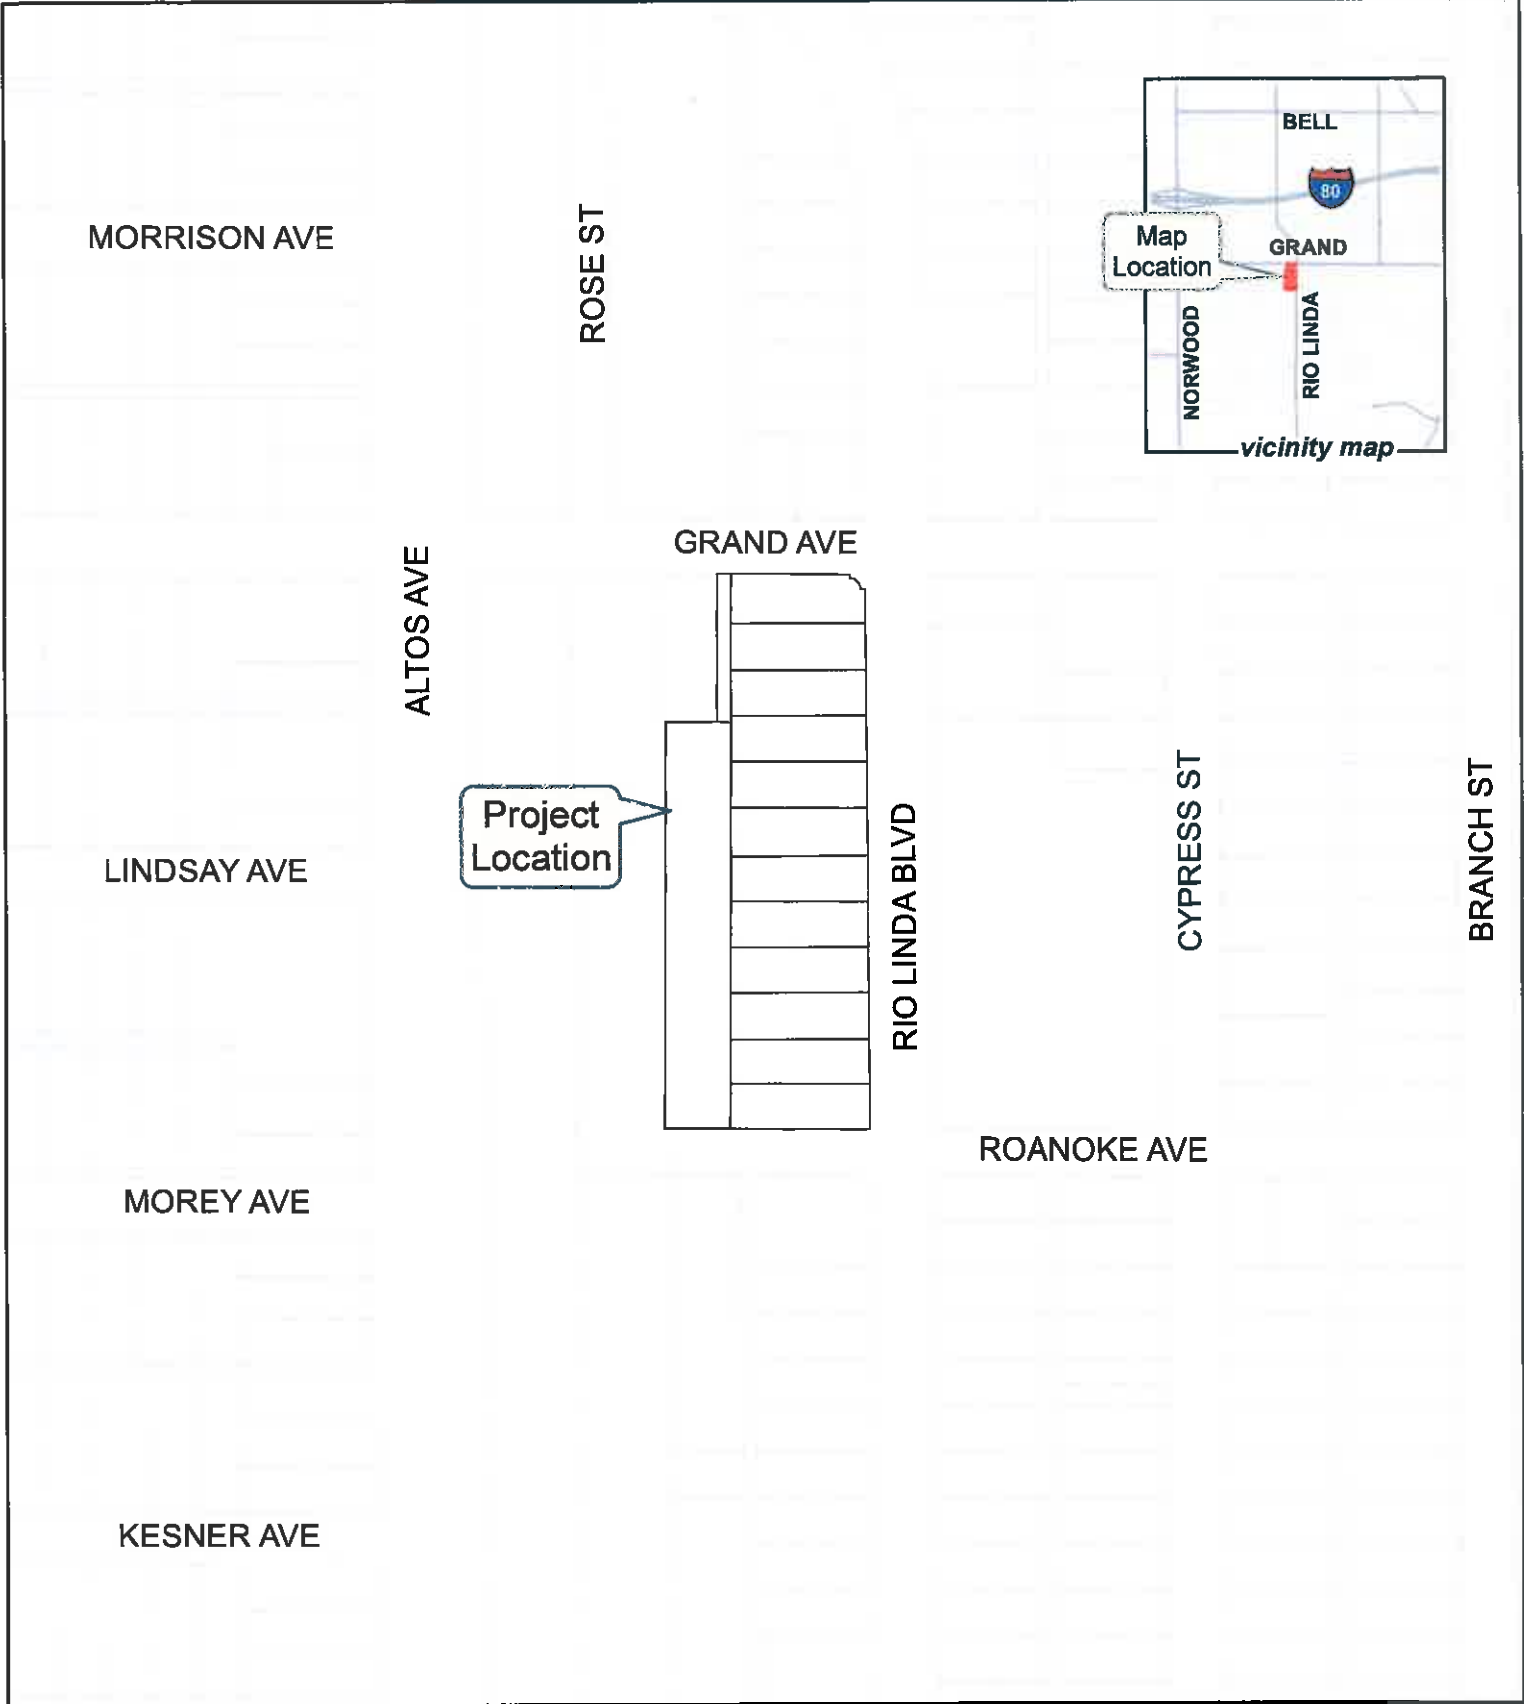 BELL
80
MORRISON AVE
ROSE ST
Map
Location
GRAND
NORWOOD
RIO LINDA
vicinity map
GRAND AVE
ALTOS AVE
Project
Location
LINDSAY AVE
RIO LINDA BLVD
CYPRESS ST
BRANCH ST
ROANOKE AVE
MOREY AVE
KESNER AVE